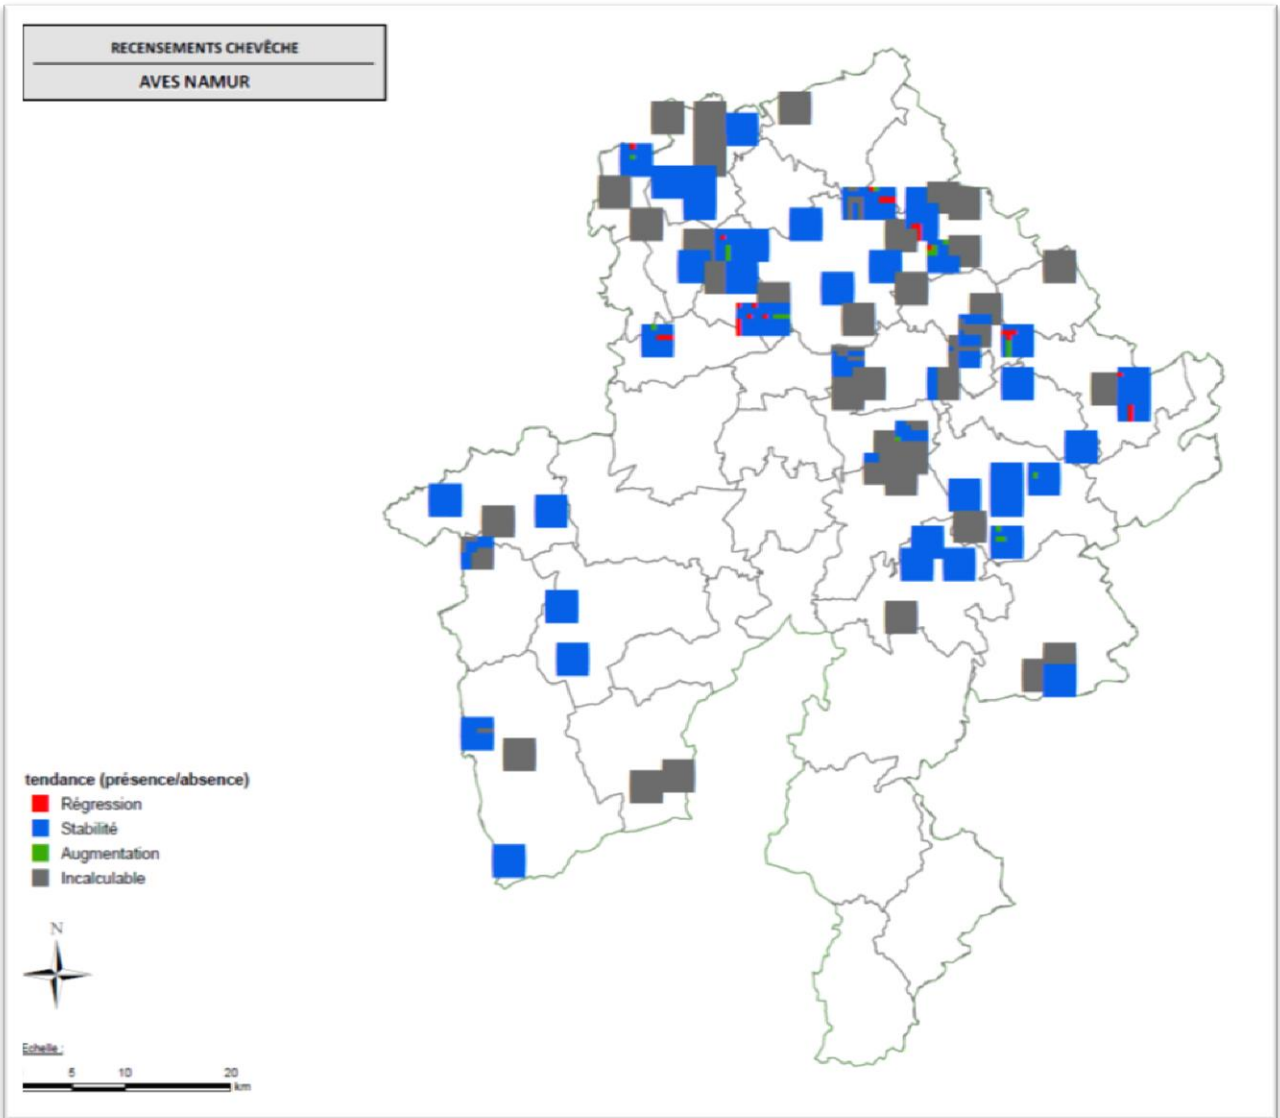 RECENSEMENTS CHEVÊCHE
AVES NAMUR
tendance (présence/absence)
Régression
Stabilité
Augmentation
Incalculable
N
Echelle :
5 10 20
km